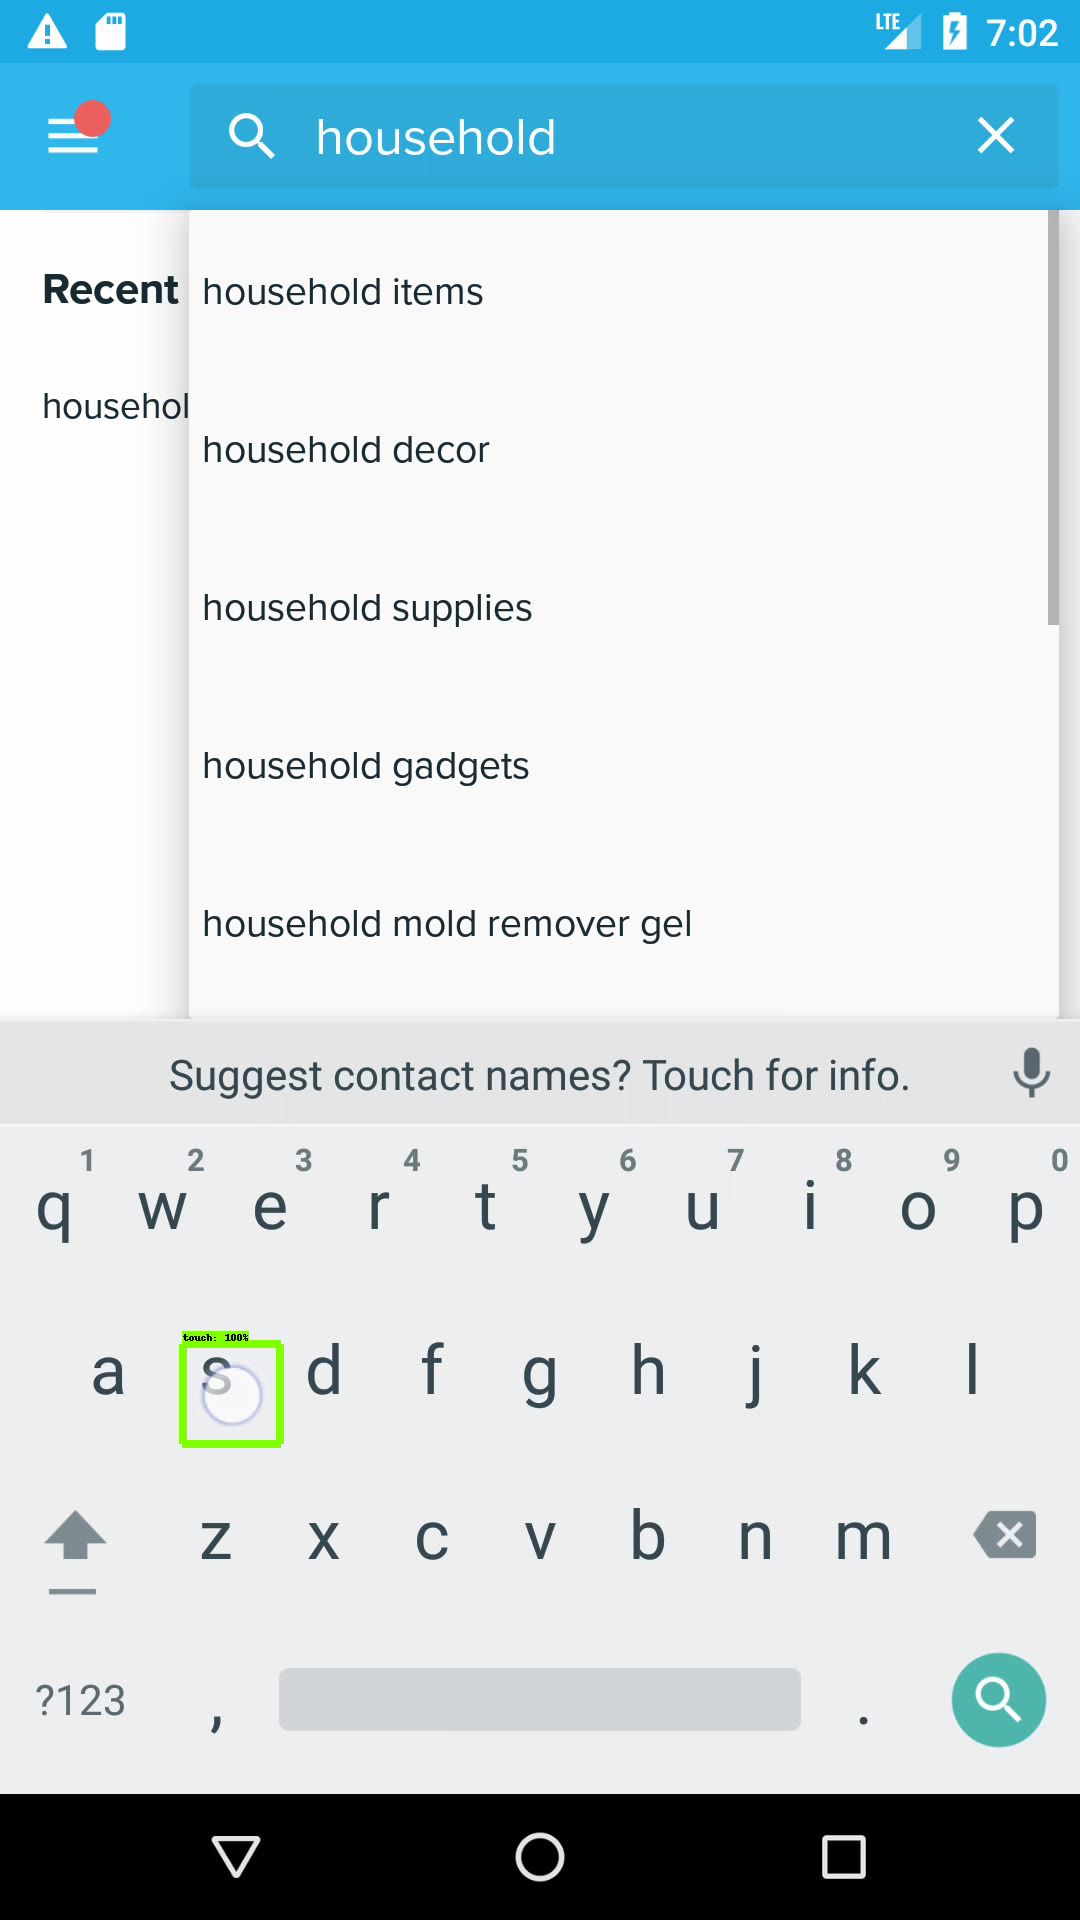 LTE 7:02
household
Recent
househol
household items
household decor
household supplies
household gadgets
household mold remover gel
Suggest contact names? Touch for info.
1 2 3 4 5 6 7 8 9 0
q w e r t y u i o p
touch: 100%
a s d f g h j k l
z x c v b n m
?123 , .